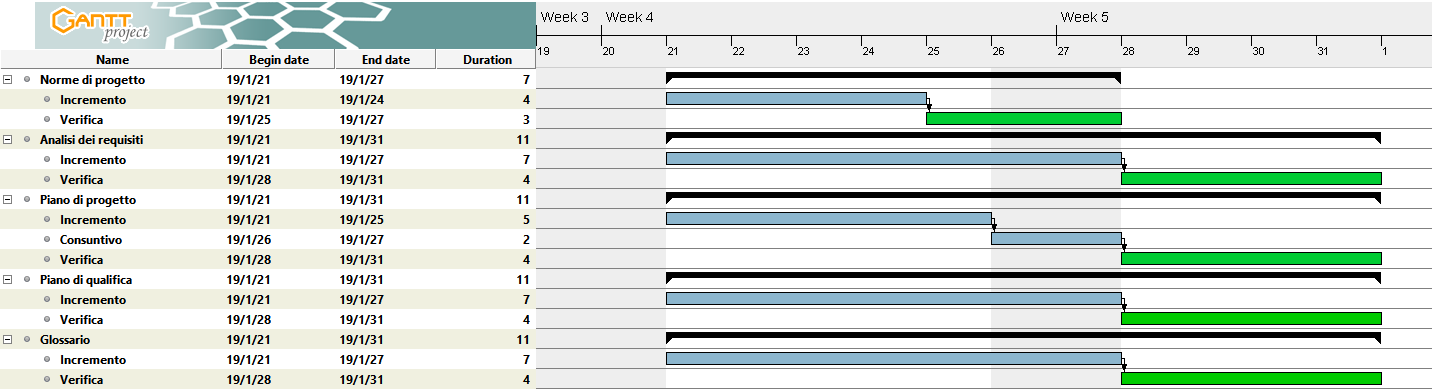 GANTT project
Week 3 Week 4 Week 5
19 20 21 22 23 24 25 26 27 28 29 30 31 1
Name Begin date End date Duration
Norme di progetto 19/1/21 19/1/27 7
Incremento 19/1/21 19/1/24 4
Verifica 19/1/25 19/1/27 3
Analisi dei requisiti 19/1/21 19/1/31 11
Incremento 19/1/21 19/1/27 7
Verifica 19/1/28 19/1/31 4
Piano di progetto 19/1/21 19/1/31 11
Incremento 19/1/21 19/1/25 5
Consuntivo 19/1/26 19/1/27 2
Verifica 19/1/28 19/1/31 4
Piano di qualifica 19/1/21 19/1/31 11
Incremento 19/1/21 19/1/27 7
Verifica 19/1/28 19/1/31 4
Glossario 19/1/21 19/1/31 11
Incremento 19/1/21 19/1/27 7
Verifica 19/1/28 19/1/31 4